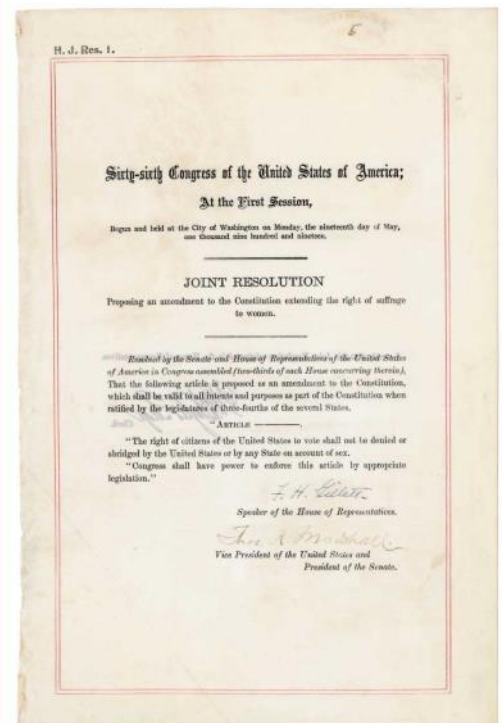 6
H. J. Res. 1.
Sixty-sixth Congress of the United States of America;
At the First Session,
Begun and held at the City of Washington on Monday, the nineteenth day of May,
one thousand nine hundred and nineteen.
JOINT RESOLUTION
Proposing an amendment to the Constitution extending the right of suffrage
to women.
Resolved by the Senate and House of Representatives of the United States
of America in Congress assembled (two-thirds of each House concurring therein),
That the following article is proposed as an amendment to the Constitution,
which shall be valid to all intents and purposes as part of the Constitution when
ratified by the legislatures of three-fourths of the several States.
"ARTICLE ————.
"The right of citizens of the United States to vote shall not be denied or
abridged by the United States or by any State on account of sex.
"Congress shall have power to enforce this article by appropriate
legislation."
F. H. Gillett.
Speaker of the House of Representatives.
Thos. R. Marshall.
Vice President of the United States and
President of the Senate.